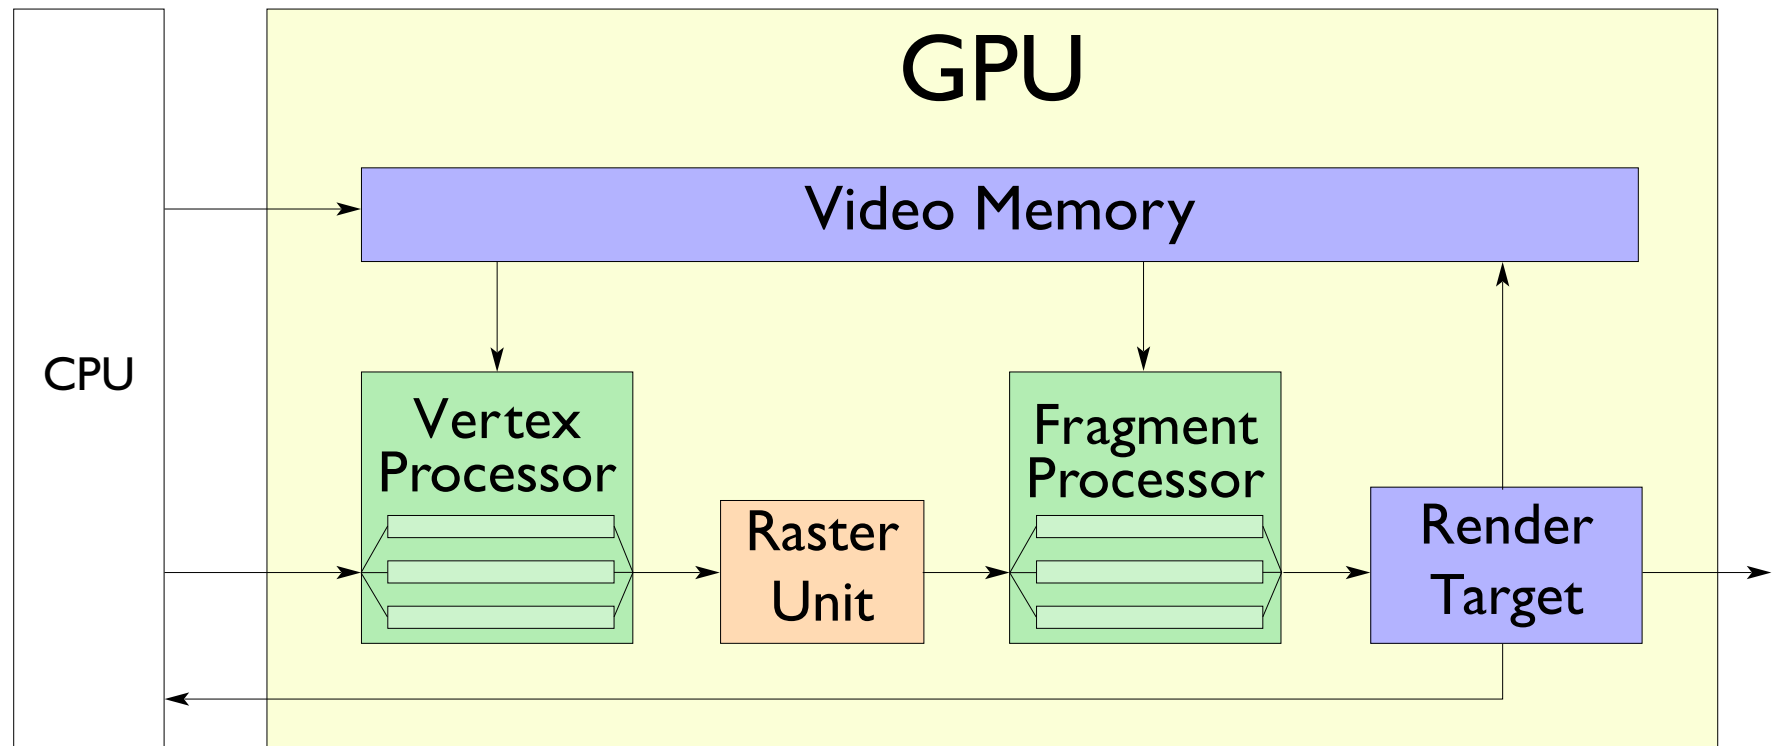 GPU
Video Memory
CPU
Vertex
Processor
Raster
Unit
Fragment
Processor
Render
Target